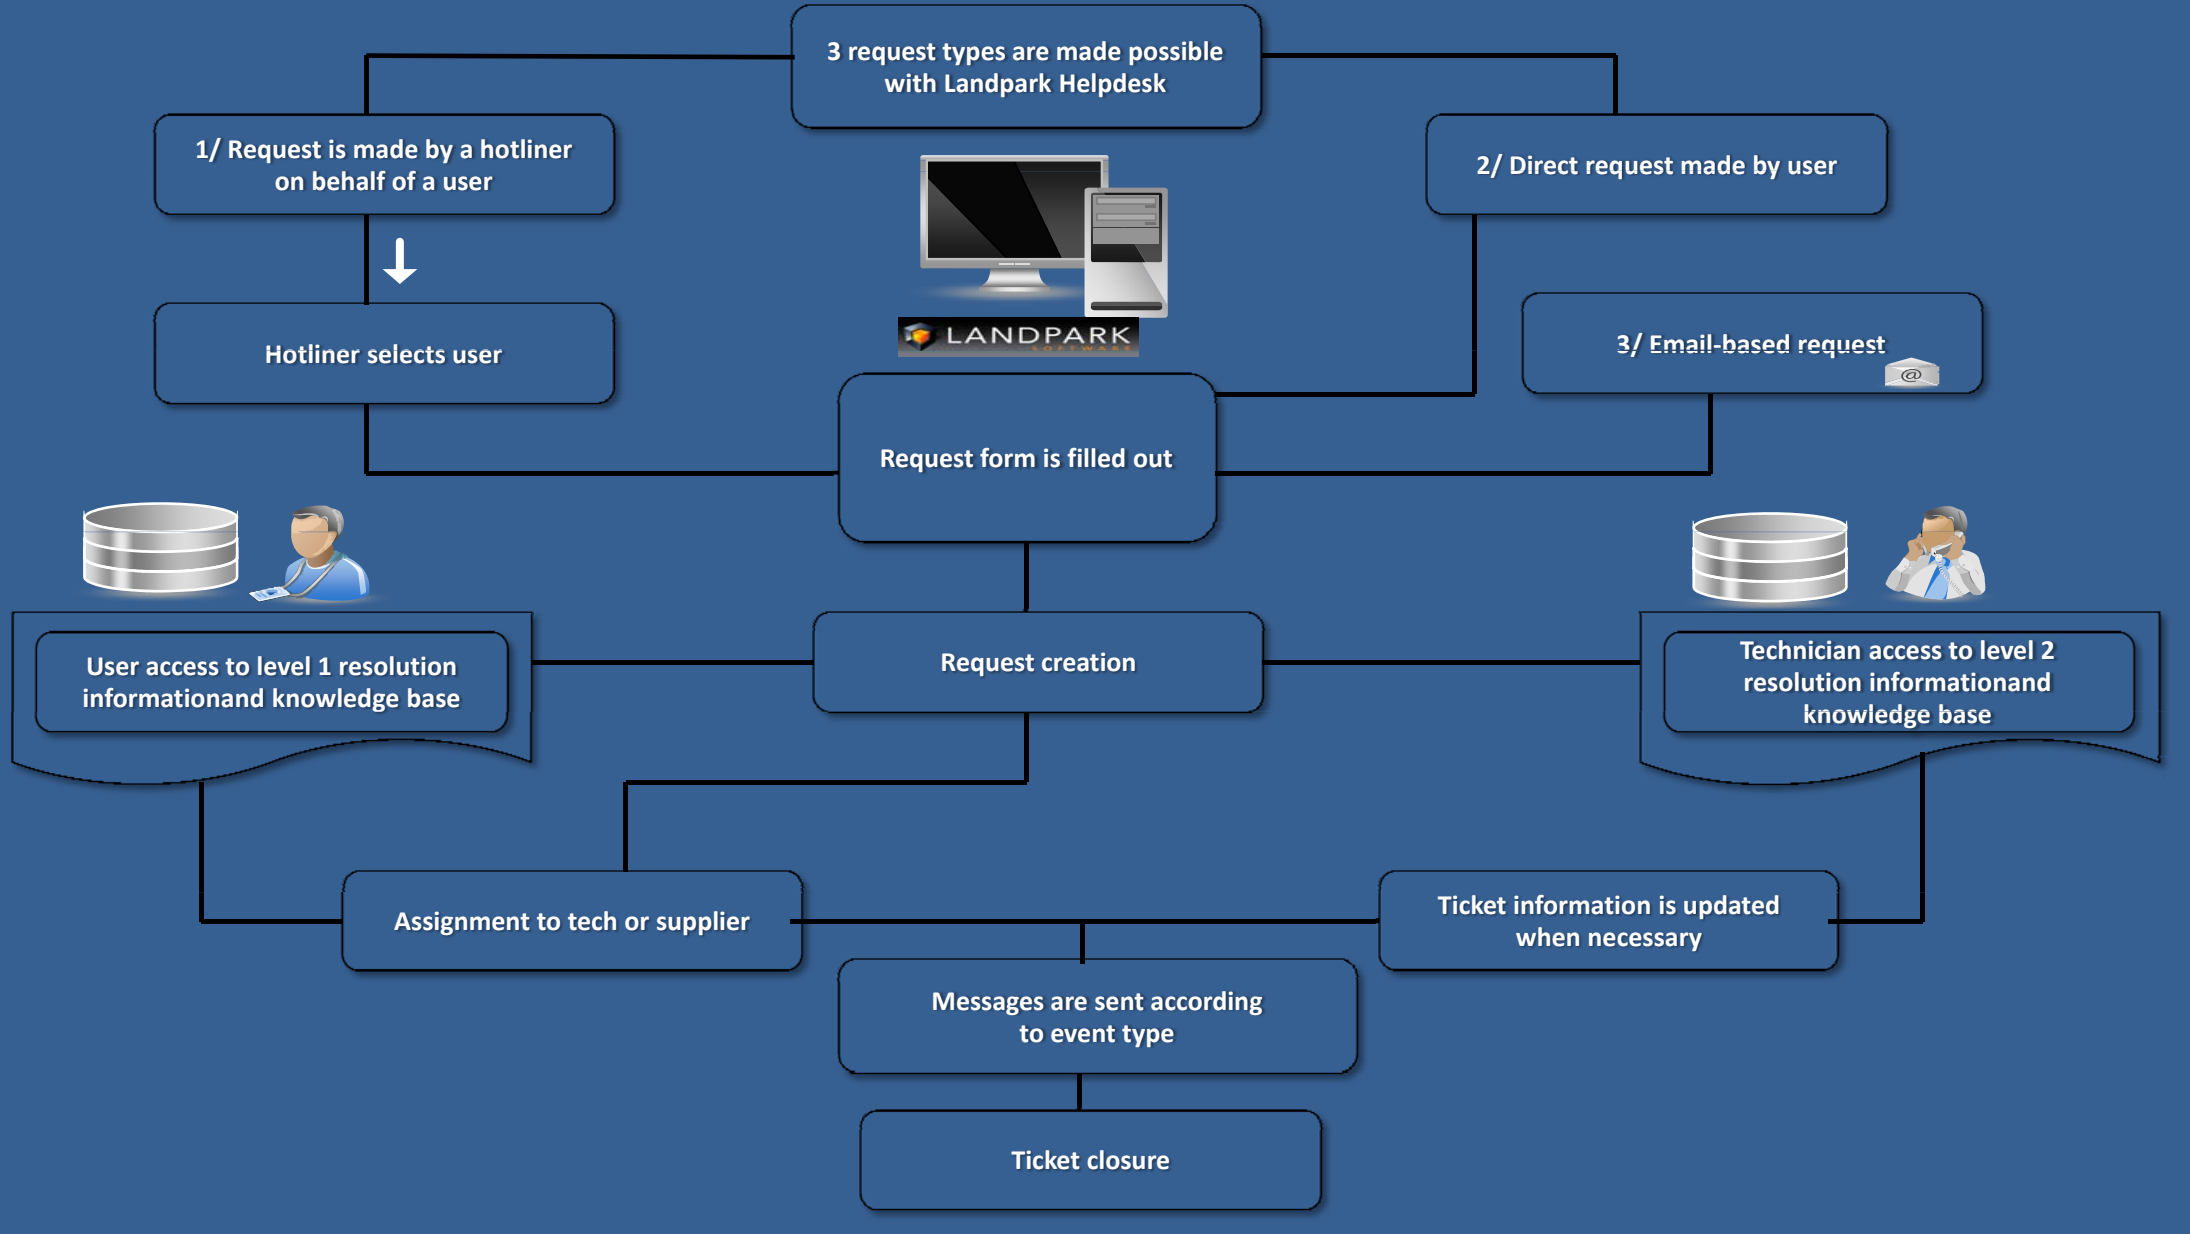 3 request types are made possible
with Landpark Helpdesk
1/ Request is made by a hotliner
on behalf of a user
2/ Direct request made by user
Hotliner selects user
LANDPARK
SOFTWARE
3/ Email-based request
@
Request form is filled out
User access to level 1 resolution
informationand knowledge base
Request creation
Technician access to level 2
resolution informationand
knowledge base
Assignment to tech or supplier
Ticket information is updated
when necessary
Messages are sent according
to event type
Ticket closure